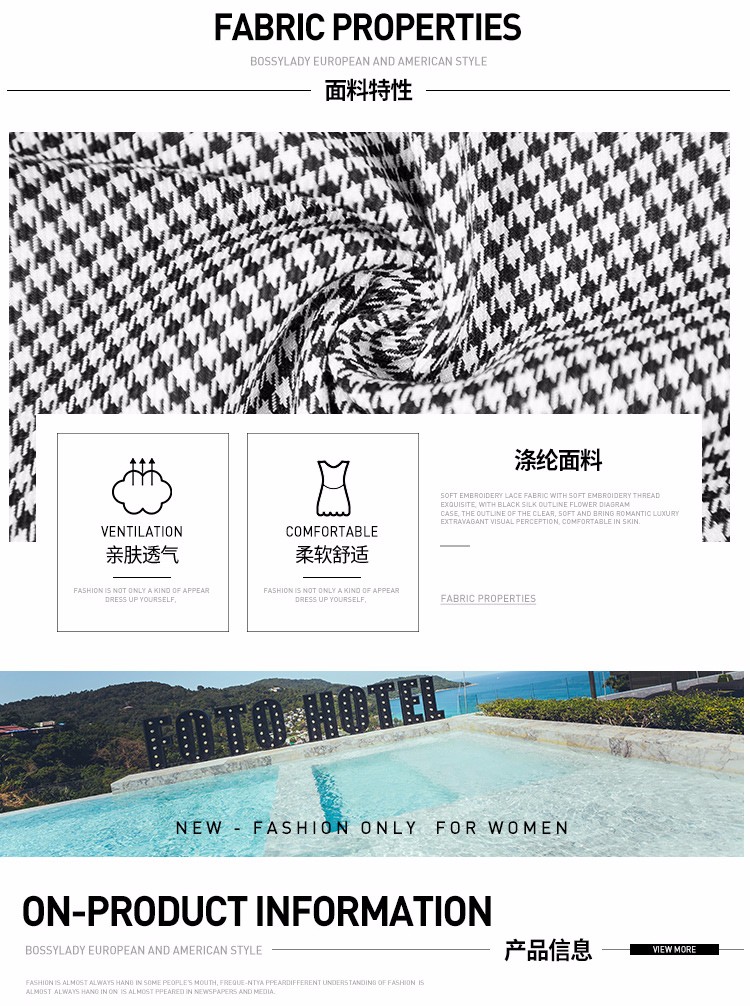 FABRIC PROPERTIES
BOSSYLADY EUROPEAN AND AMERICAN STYLE
面料特性
VENTILATION
亲肤透气
FASHION IS NOT ONLY A KIND OF APPEAR
DRESS UP YOURSELF,
COMFORTABLE
柔软舒适
FASHION IS NOT ONLY A KIND OF APPEAR
DRESS UP YOURSELF,
涤纶面料
SOFT EMBROIDERY LACE FABRIC WITH SOFT EMBROIDERY THREAD
EXQUISITE, WITH BLACK SILK OUTLINE FLOWER DIAGRAM
CASE, THE OUTLINE OF THE CLEAR, SOFT AND BRING ROMANTIC LUXURY
EXTRAVAGANT VISUAL PERCEPTION, COMFORTABLE IN SKIN.
FABRIC PROPERTIES
FOTO HOTEL
NEW - FASHION ONLY FOR WOMEN
ON-PRODUCT INFORMATION
BOSSYLADY EUROPEAN AND AMERICAN STYLE
产品信息
VIEW MORE
FASHION IS ALMOST ALWAYS HANG IN SOME PEOPLE'S MOUTH, FREQUE-NTYA PPEARDIFFERENT UNDERSTANDING OF FASHION IS
ALMOST ALWAYS HANG IN ON IS ALMOST PPEARED IN NEWSPAPERS AND MEDIA.